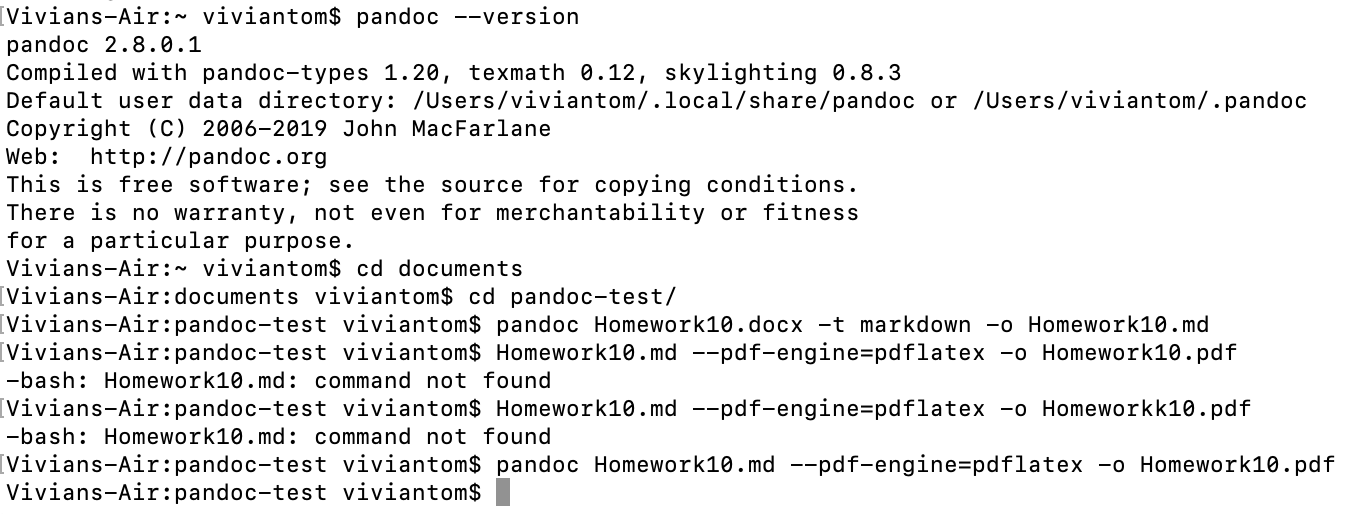 [Vivians-Air:~ viviantom$ pandoc --version
pandoc 2.8.0.1
Compiled with pandoc-types 1.20, texmath 0.12, skylighting 0.8.3
Default user data directory: /Users/viviantom/.local/share/pandoc or /Users/viviantom/.pandoc
Copyright (C) 2006-2019 John MacFarlane
Web:  http://pandoc.org
This is free software; see the source for copying conditions.
There is no warranty, not even for merchantability or fitness
for a particular purpose.
Vivians-Air:~ viviantom$ cd documents
[Vivians-Air:documents viviantom$ cd pandoc-test/
[Vivians-Air:pandoc-test viviantom$ pandoc Homework10.docx -t markdown -o Homework10.md
[Vivians-Air:pandoc-test viviantom$ Homework10.md --pdf-engine=pdflatex -o Homework10.pdf
-bash: Homework10.md: command not found
[Vivians-Air:pandoc-test viviantom$ Homework10.md --pdf-engine=pdflatex -o Homeworkk10.pdf
-bash: Homework10.md: command not found
[Vivians-Air:pandoc-test viviantom$ pandoc Homework10.md --pdf-engine=pdflatex -o Homework10.pdf
Vivians-Air:pandoc-test viviantom$